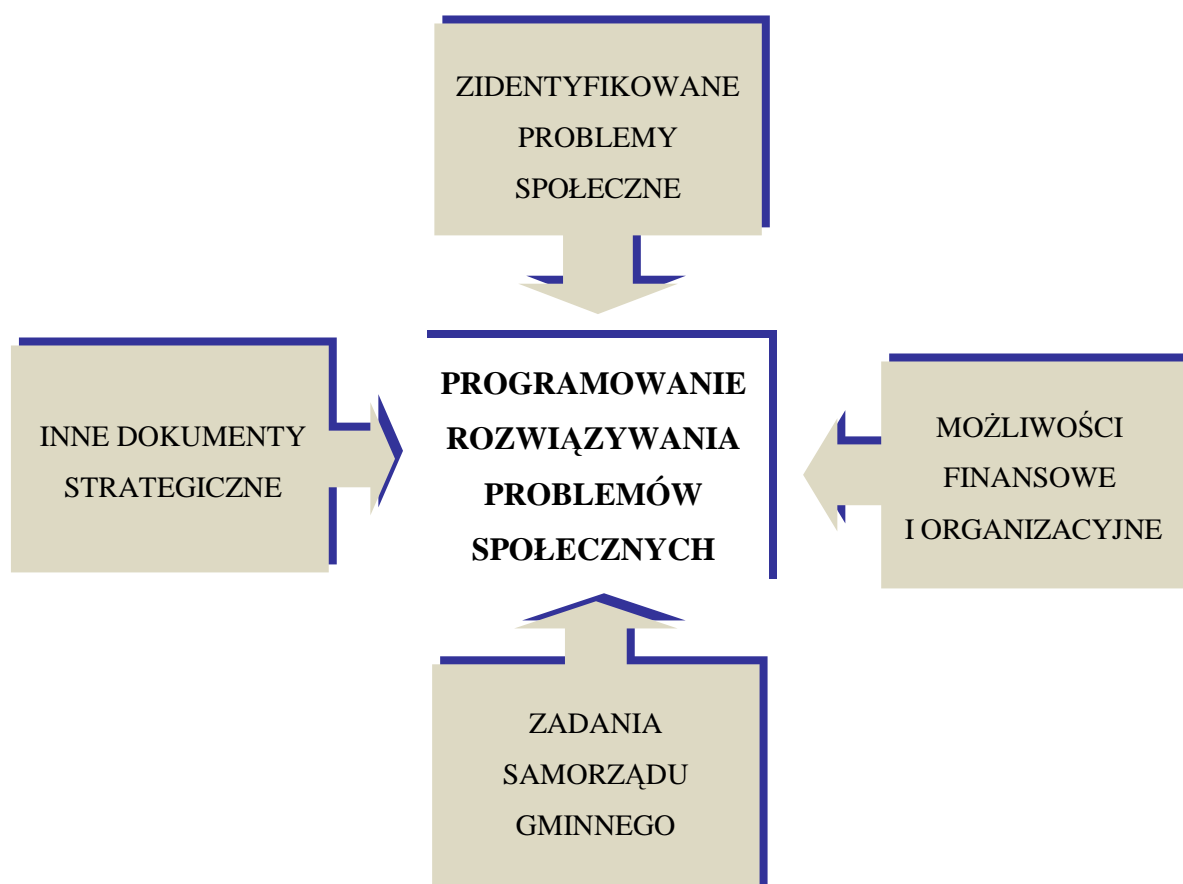 ZIDENTYFIKOWANE
PROBLEMY
SPOŁECZNE
INNE DOKUMENTY
STRATEGICZNE
PROGRAMOWANIE
ROZWIĄZYWANIA
PROBLEMÓW
SPOŁECZNYCH
MOŻLIWOŚCI
FINANSOWE
I ORGANIZACYJNE
ZADANIA
SAMORZĄDU
GMINNEGO